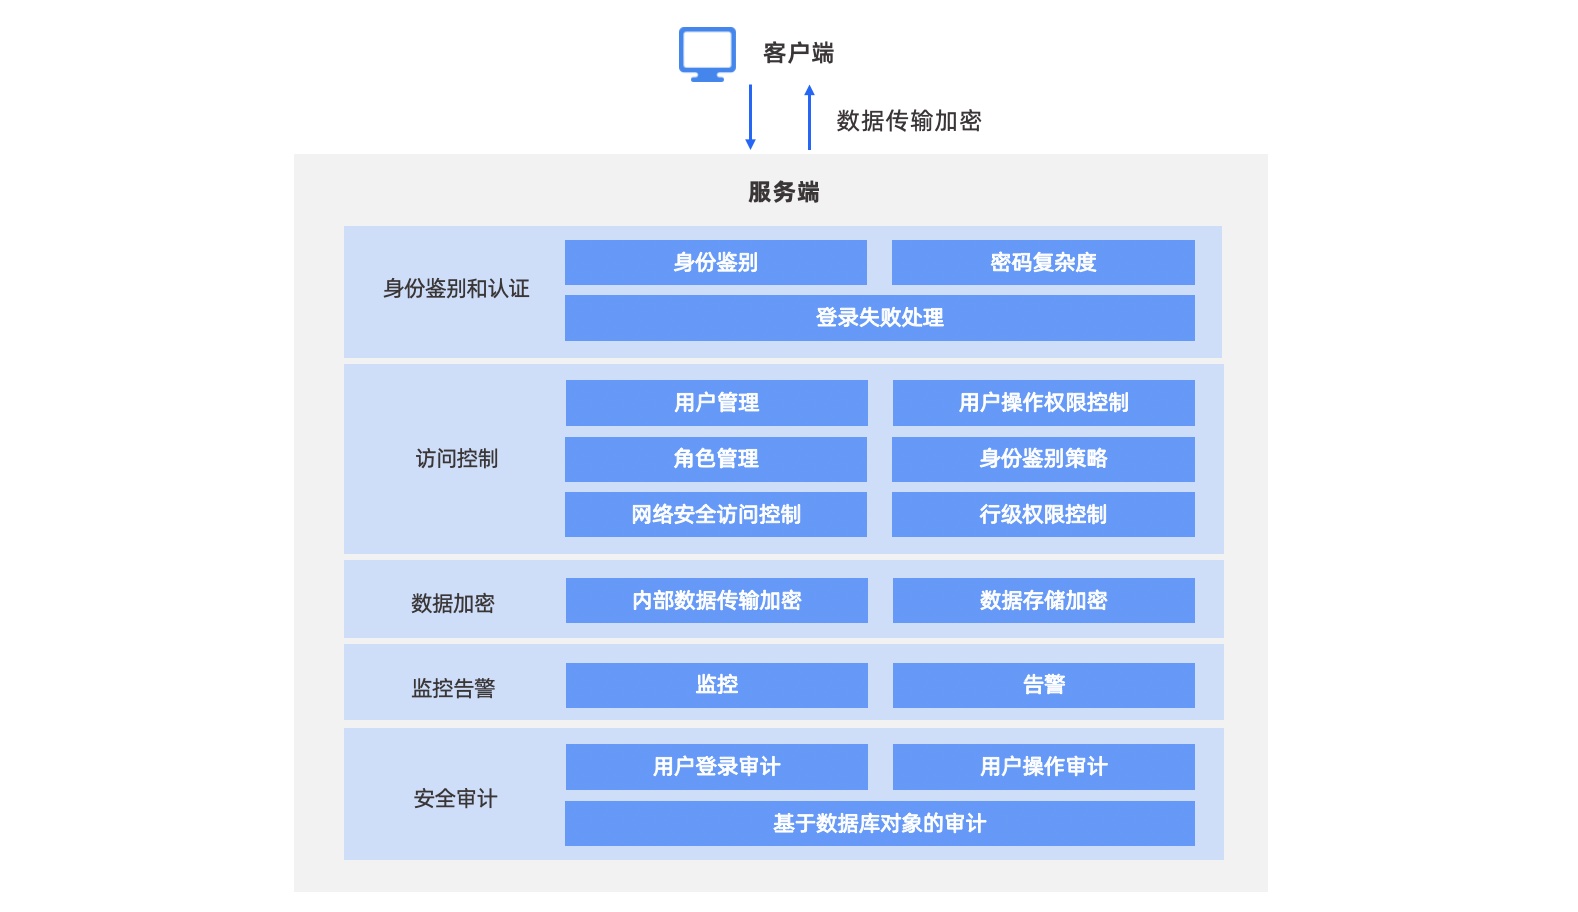 客户端
数据传输加密
服务端
身份鉴别和认证
身份鉴别
密码复杂度
登录失败处理
访问控制
用户管理
用户操作权限控制
角色管理
身份鉴别策略
网络安全访问控制
行级权限控制
数据加密
内部数据传输加密
数据存储加密
监控告警
监控
告警
安全审计
用户登录审计
用户操作审计
基于数据库对象的审计